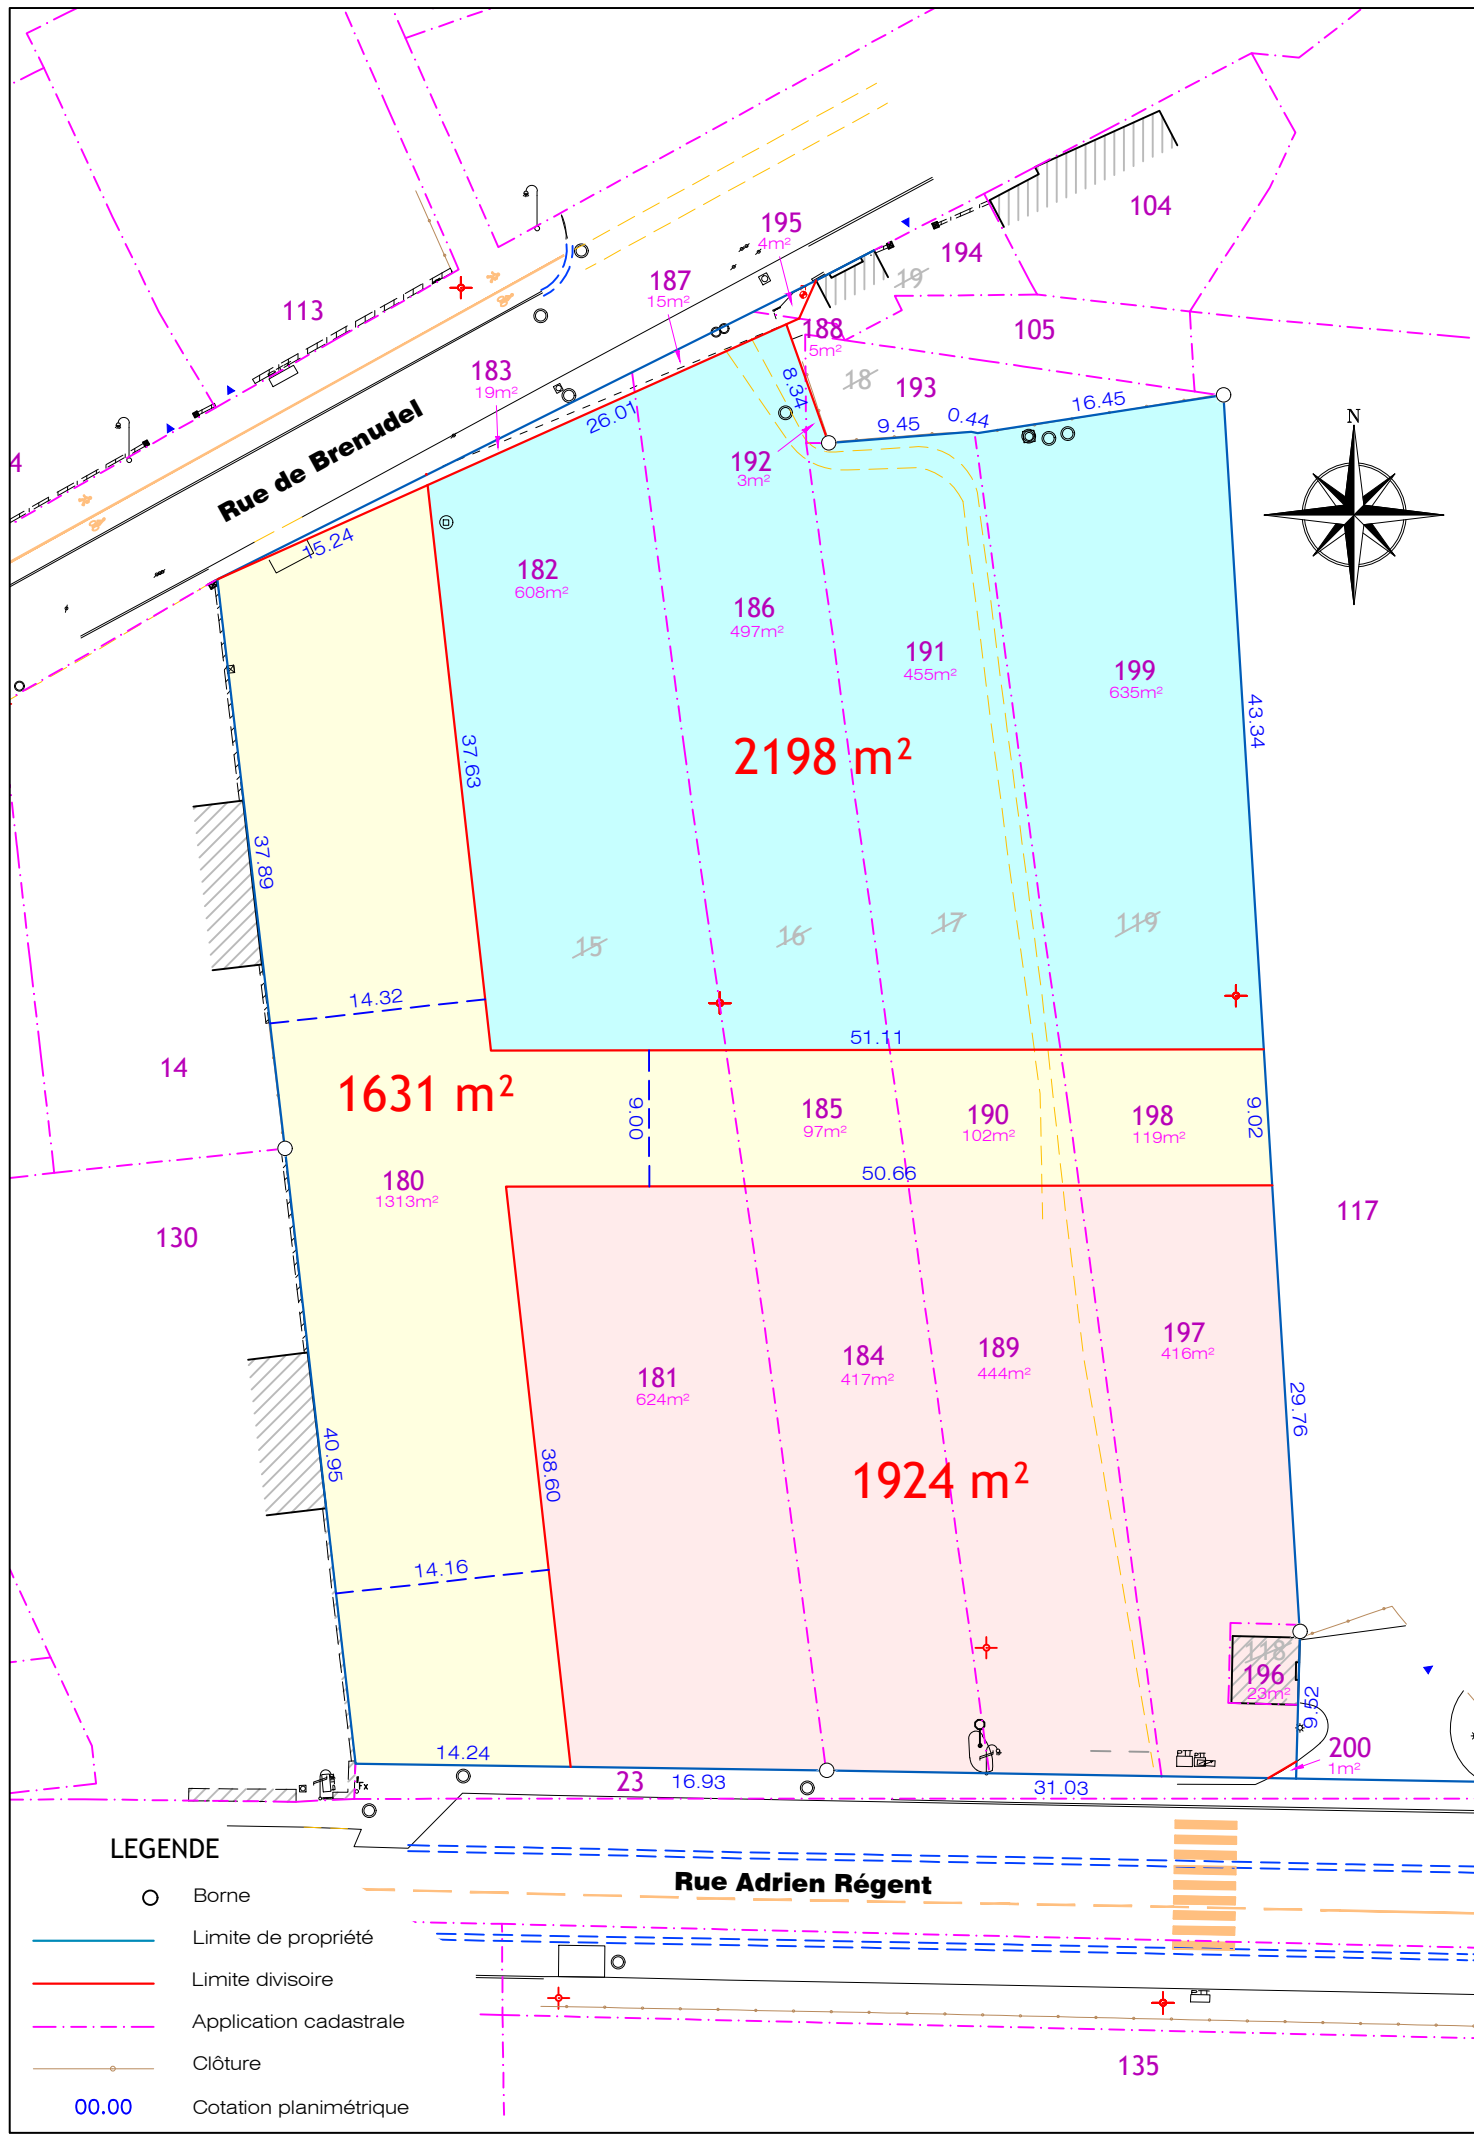 195
4m²
104
194
19
187
15m²
113
105
188
5m²
183
19m²
18
193
8.34
16.45
0.44
9.45
26.01
N
4
Rue de Brenudel
192
3m²
15.24
182
608m²
186
497m²
191
455m²
199
635m²
43.34
37.63
2198 m²
37.89
15
16
17
119
14.32
51.11
14
1631 m²
9.00
185
97m²
190
102m²
198
119m²
9.02
180
1313m²
50.66
130
117
181
624m²
184
417m²
189
444m²
197
416m²
29.76
40.95
38.60
1924 m²
14.16
118
196
23m²
9.52
14.24
23
16.93
31.03
PTT
PTT
200
1m²
Fx
LEGENDE
Borne
Limite de propriété
Limite divisoire
Application cadastrale
Clôture
00.00 Cotation planimétrique
Rue Adrien Régent
PTT
135